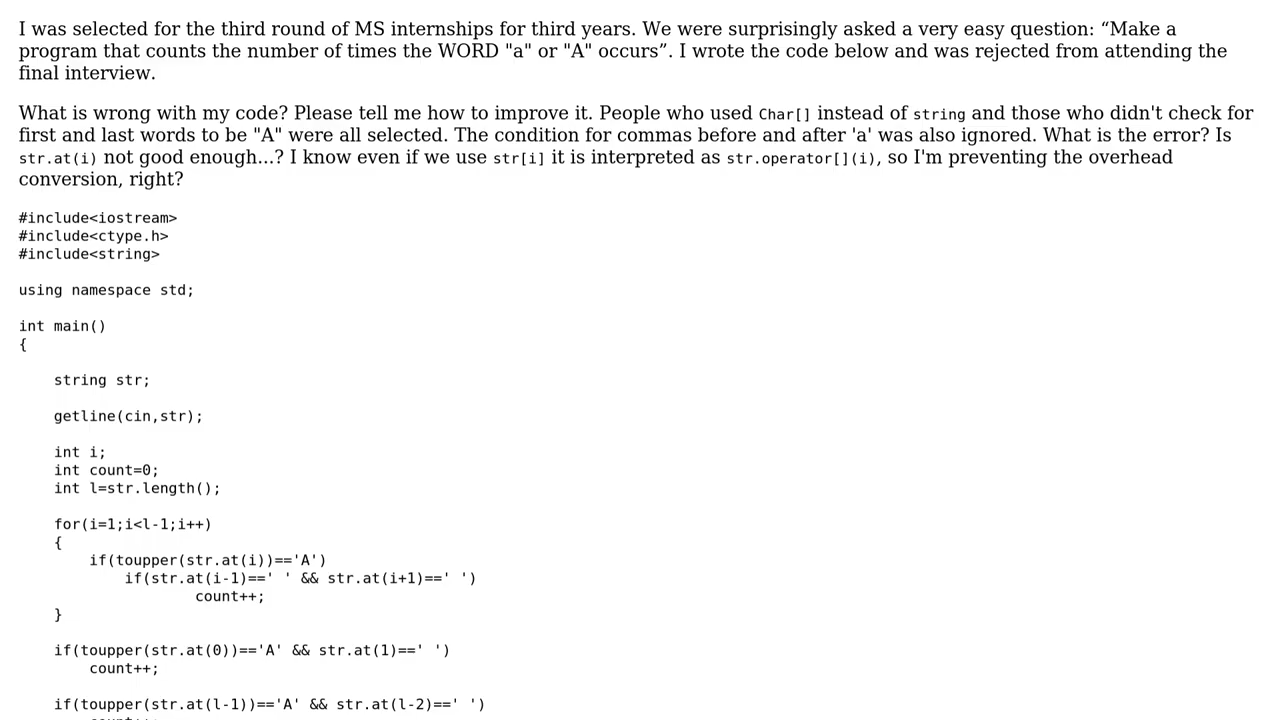 I was selected for the third round of MS internships for third years. We were surprisingly asked a very easy question: “Make a
program that counts the number of times the WORD "a" or "A" occurs”. I wrote the code below and was rejected from attending the
final interview.
What is wrong with my code? Please tell me how to improve it. People who used Char[] instead of string and those who didn't check for
first and last words to be "A" were all selected. The condition for commas before and after 'a' was also ignored. What is the error? Is
str.at(i) not good enough...? I know even if we use str[i] it is interpreted as str.operator[](i), so I'm preventing the overhead
conversion, right?
#include<iostream>
#include<ctype.h>
#include<string>
using namespace std;
int main()
{
    string str;
    getline(cin,str);
    int i;
    int count=0;
    int l=str.length();
    for(i=1;i<l-1;i++)
    {
        if(toupper(str.at(i))=='A')
            if(str.at(i-1)==' ' && str.at(i+1)==' ')
                    count++;
    }
    if(toupper(str.at(0))=='A' && str.at(1)==' ')
        count++;
    if(toupper(str.at(l-1))=='A' && str.at(l-2)==' ')